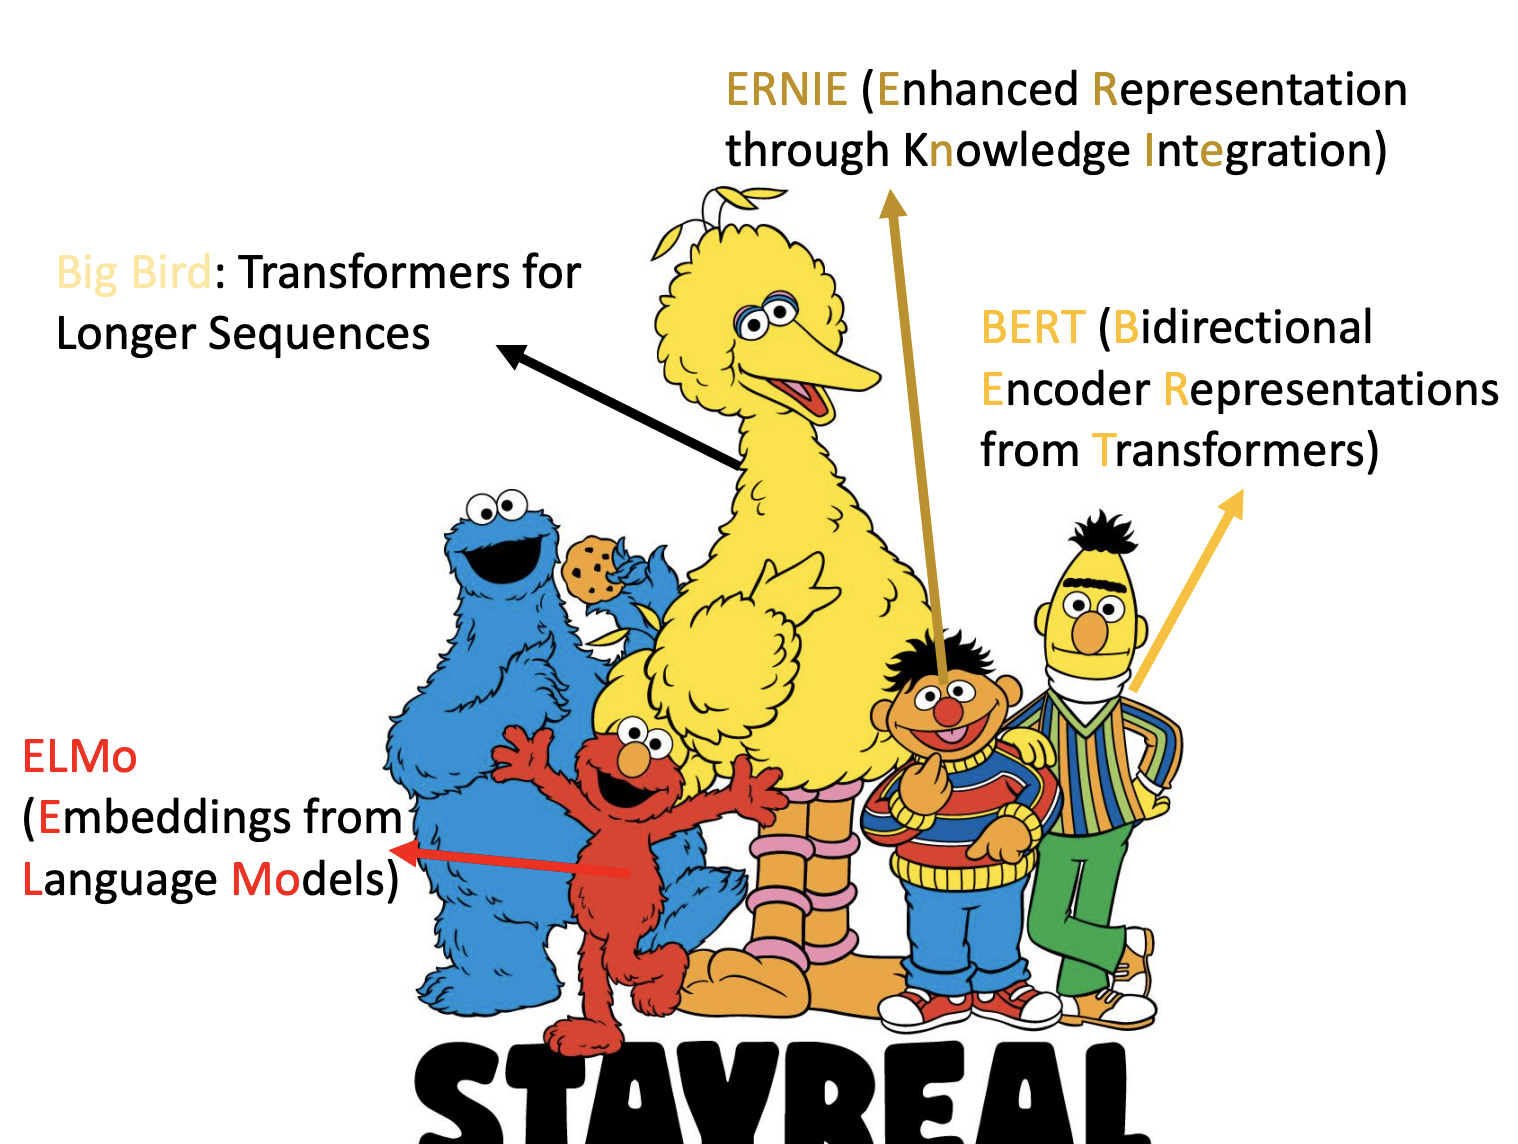 ERNIE (Enhanced Representation
through Knowledge Integration)
Big Bird: Transformers for
Longer Sequences
BERT (Bidirectional
Encoder Representations
from Transformers)
ELMo
(Embeddings from
Language Models)
STAYREAL